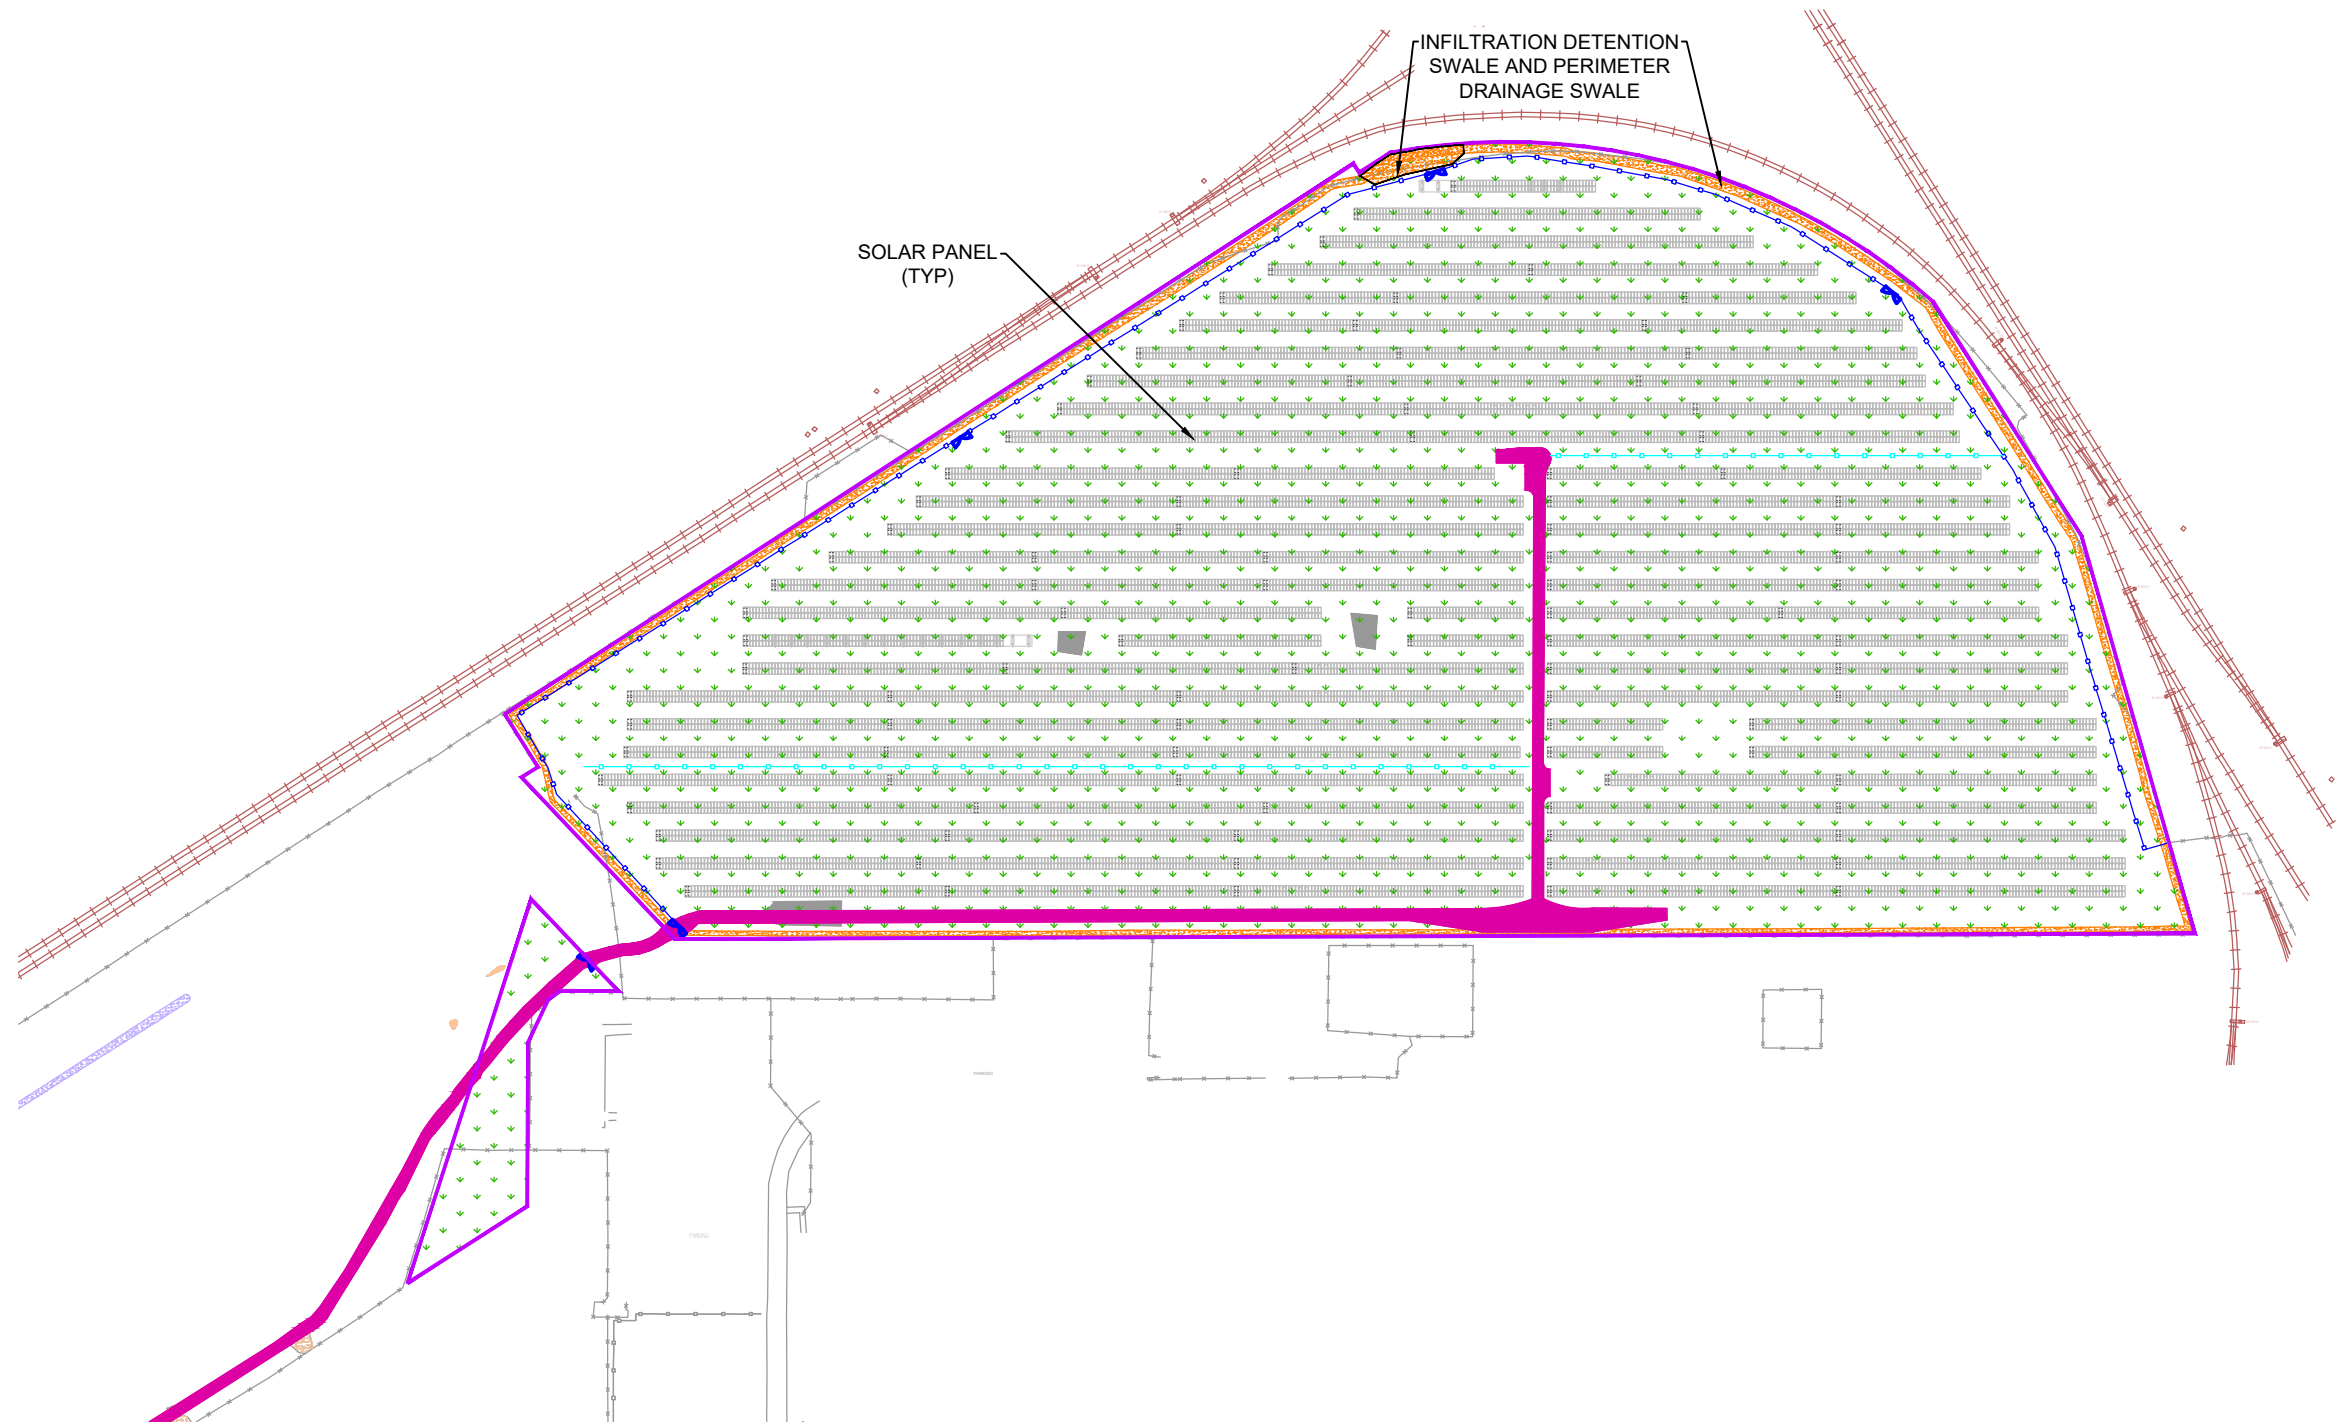 INFILTRATION DETENTION
SWALE AND PERIMETER
DRAINAGE SWALE
SOLAR PANEL
(TYP)